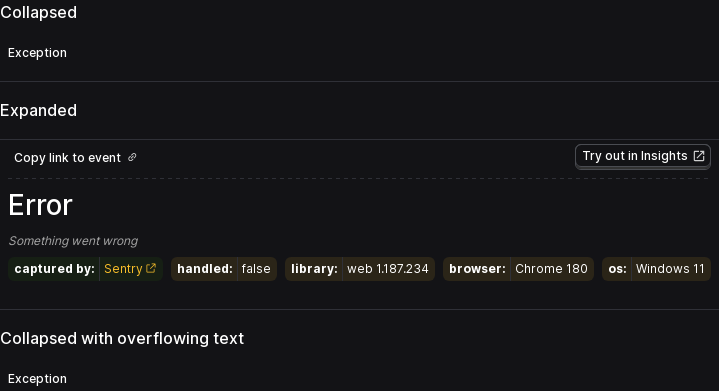 Collapsed
Exception
Expanded
Copy link to event
Try out in Insights
Error
Something went wrong
captured by: Sentry handled: false library: web 1.187.234 browser: Chrome 180 os: Windows 11
Collapsed with overflowing text
Exception